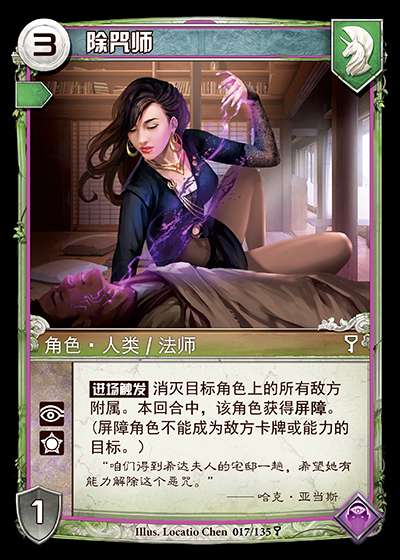 3
除咒师
角色·人类/法师
进场触发 消灭目标角色上的所有敌方
附属。本回合中，该角色获得屏障。
(屏障角色不能成为敌方卡牌或能力的
目标。)
“咱们得到希达夫人的宅邸一趟，希望她有
能力解除这个恶咒。”
——哈克·亚当斯
1
Illus. Locatio Chen 017/135